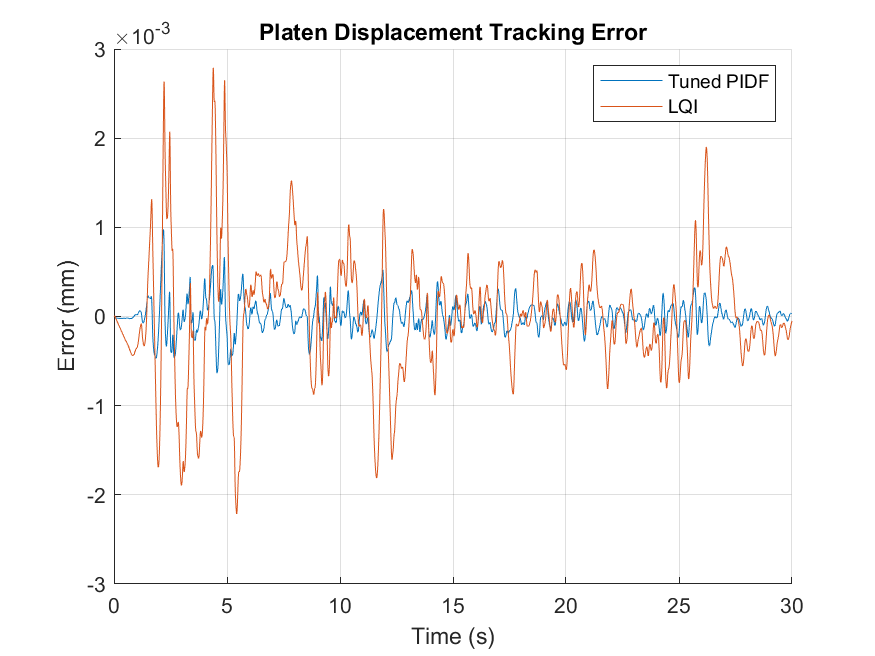 Platen Displacement Tracking Error
×10-3
Tuned PIDF
LQI
3
2
1
0
-1
-2
-3
Error (mm)
0 5 10 15 20 25 30
Time (s)